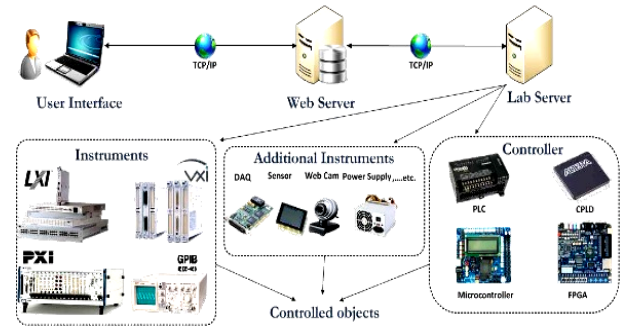 TCP/IP
TCP/IP
User Interface
Web Server
Lab Server
Instruments
LXI
VXI
PXI
GPIB
Additional Instruments
DAQ
Sensor
Web Cam
Power Supply,.....etc.
Controller
PLC
CPLD
Microcontroller
FPGA
Controlled objects